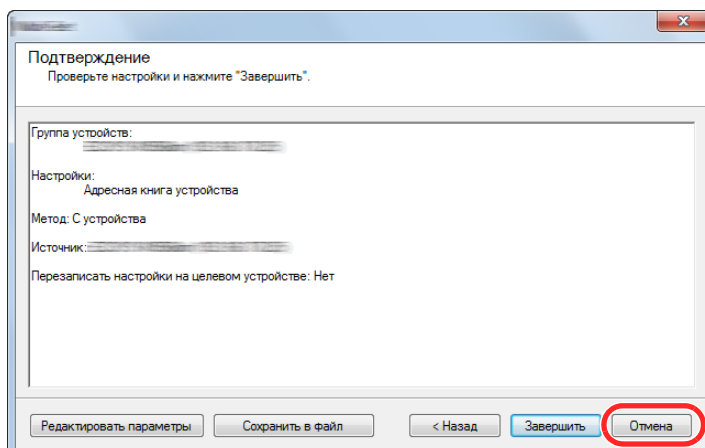 Подтверждение
Проверьте настройки и нажмите "Завершить".
Группа устройств:
Настройки:
Адресная книга устройства
Метод: С устройства
Источник:
Перезаписать настройки на целевом устройстве: Нет
Редактировать параметры
Сохранить в файл
< Назад
Завершить
Отмена